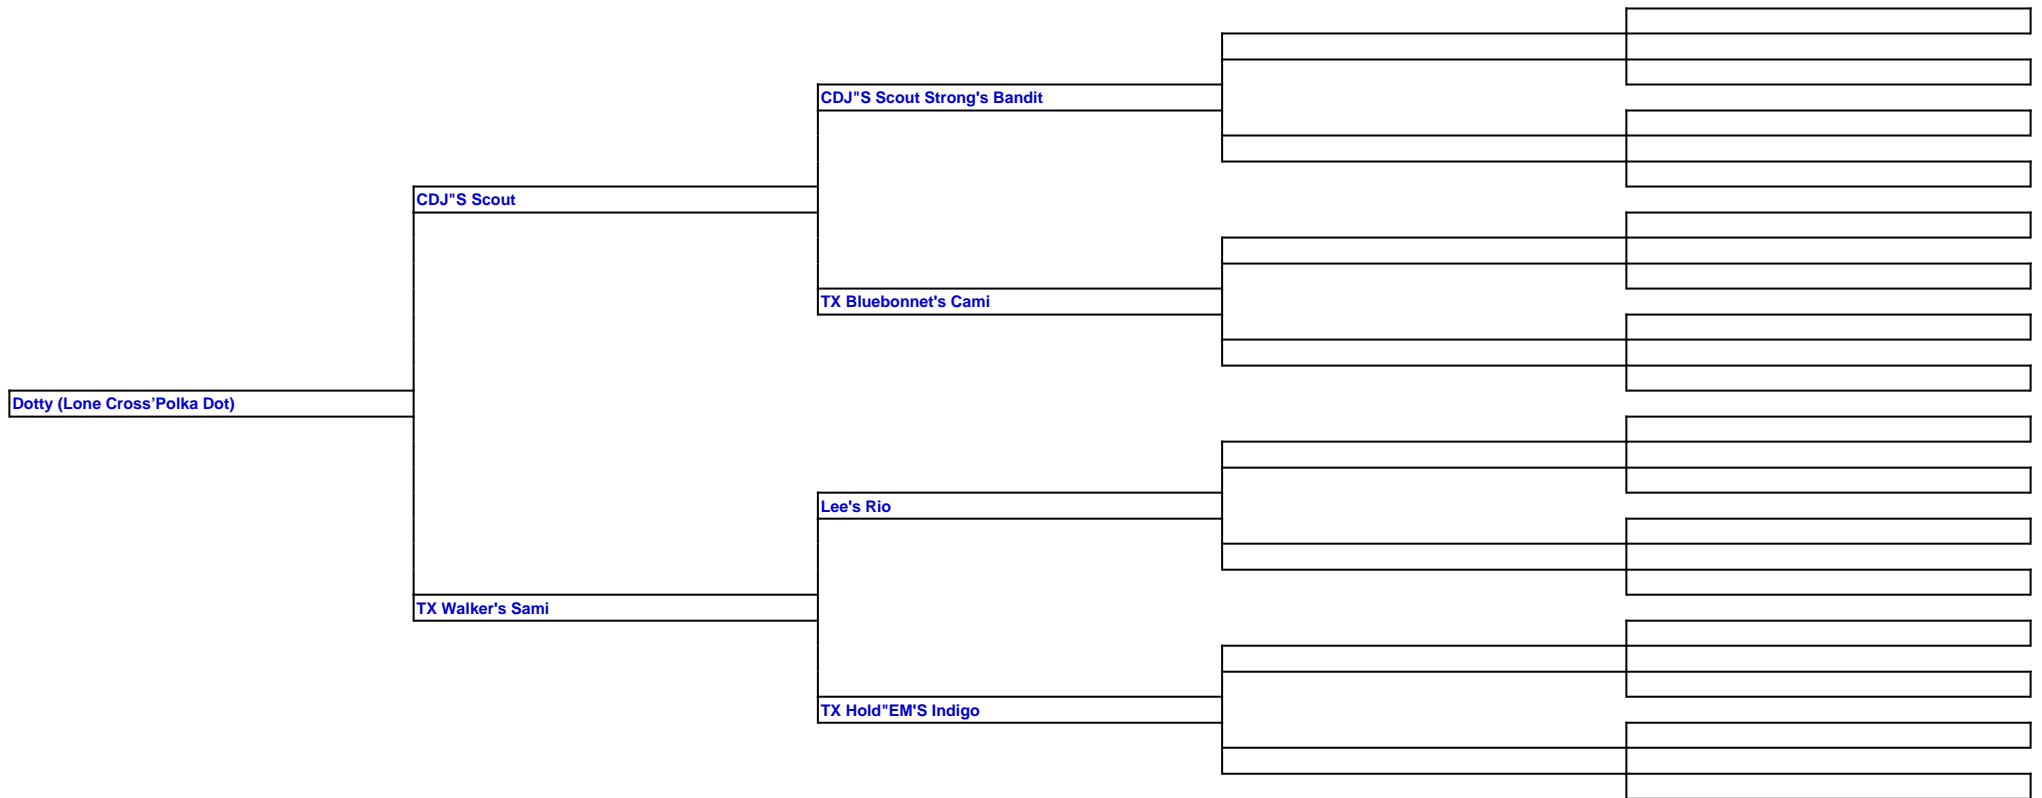 CDJ"S Scout Strong's Bandit
CDJ"S Scout
TX Bluebonnet's Cami
Dotty (Lone Cross’Polka Dot)
Lee's Rio
TX Walker's Sami
TX Hold"EM'S Indigo